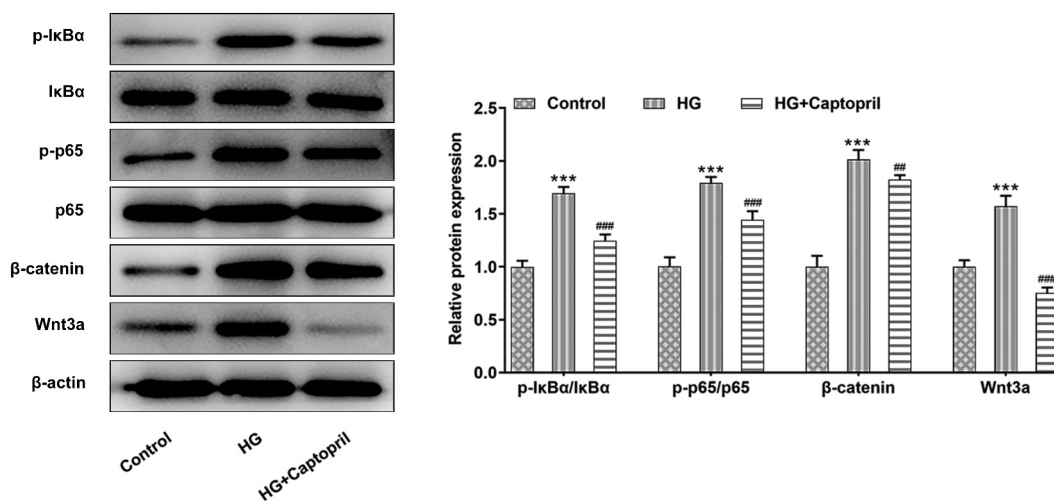 p-IκBα
IκBα
p-p65
p65
β-catenin
Wnt3a
β-actin
Control
HG
HG+Captopril
Control HG HG+Captopril
Relative protein expression
2.5
2.0
1.5
1.0
0.5
0.0
***
###
***
###
***
##
***
###
p-IκBα/IκBα p-p65/p65 β-catenin Wnt3a